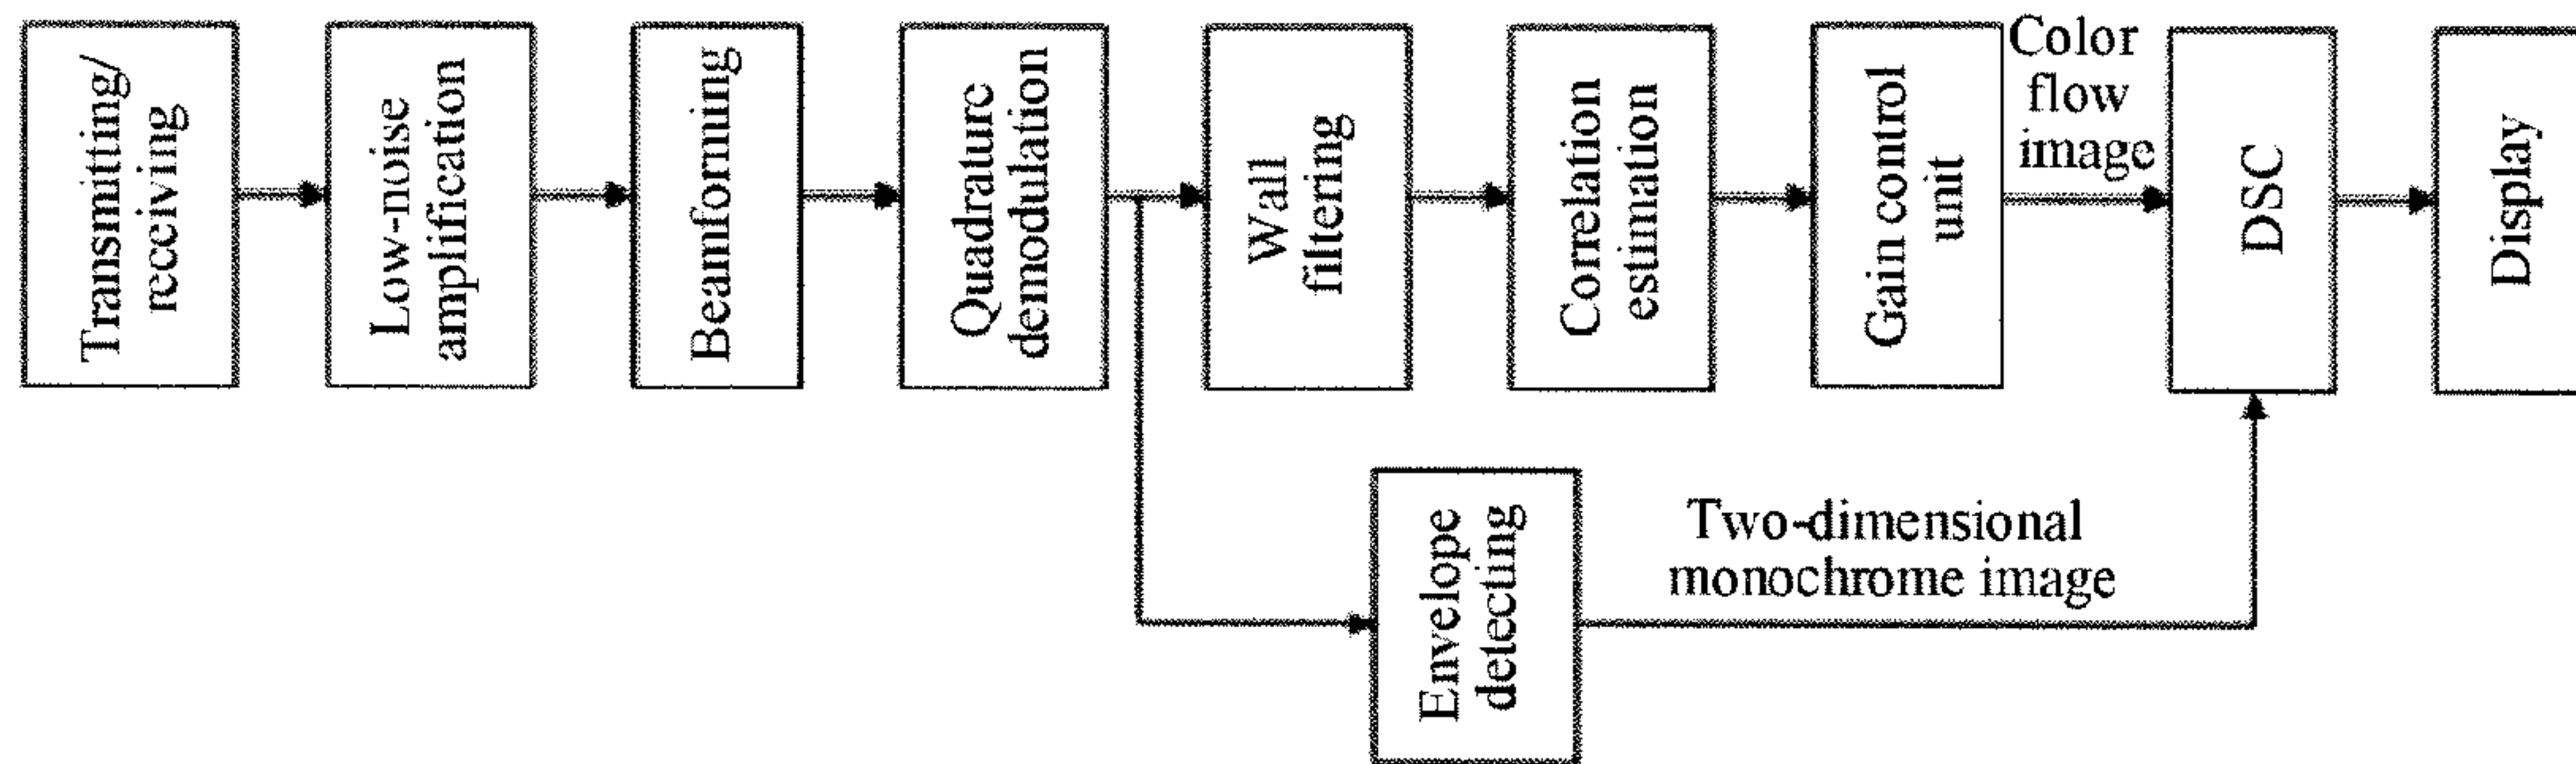 Transmitting/
receiving
Low-noise
amplification
Beamforming
Quadrature
demodulation
Wall
filtering
Correlation
estimation
Gain control
unit
Color
flow
image
DSC
Display
Envelope
detecting
Two-dimensional
monochrome image